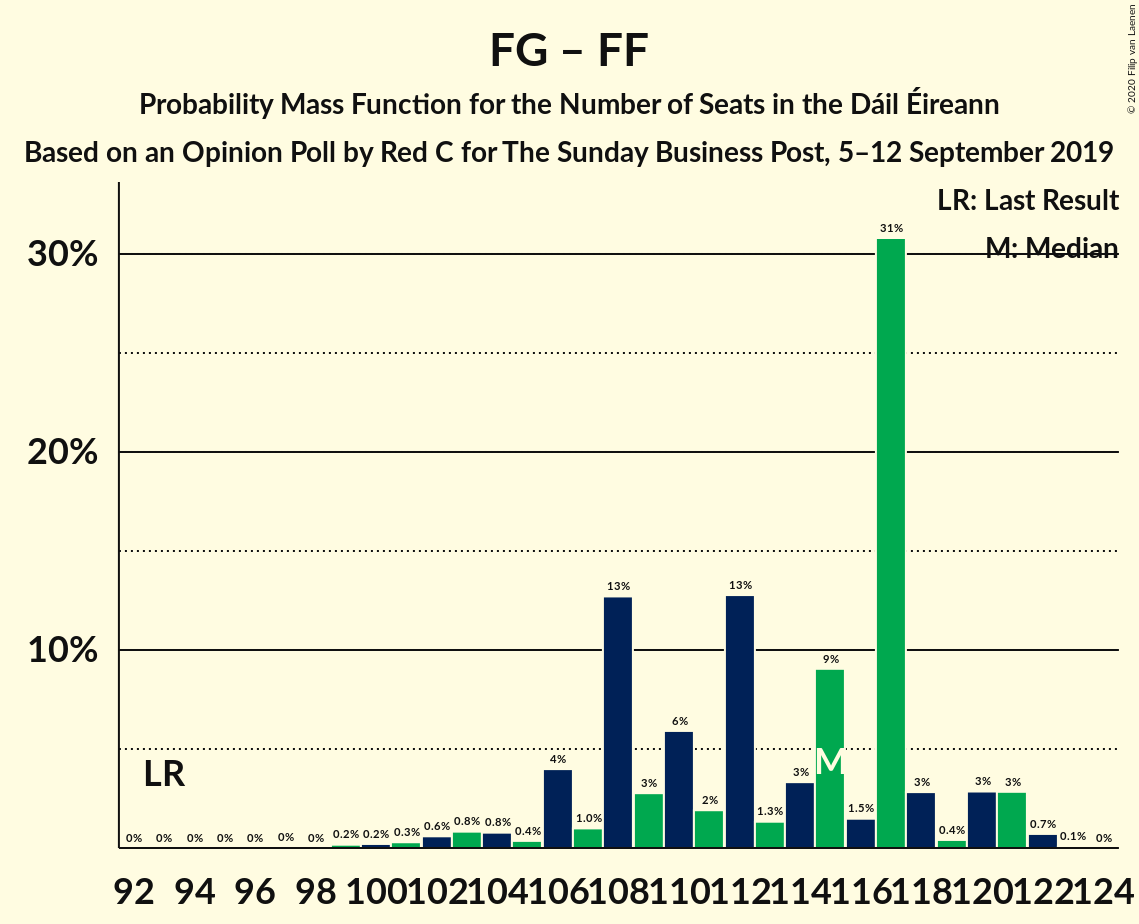 © 2020 Filip van Laenen
FG – FF
Probability Mass Function for the Number of Seats in the Dáil Éireann
Based on an Opinion Poll by Red C for The Sunday Business Post, 5–12 September 2019
LR: Last Result
M: Median
30%
20%
10%
LR
M
0% 0% 0% 0% 0% 0% 0% 0.2% 0.2% 0.3% 0.6% 0.8% 0.8% 0.4% 4% 1.0% 13% 3% 6% 2% 13% 1.3% 3% 9% 1.5% 31% 3% 0.4% 3% 3% 0.7% 0.1% 0%
92 94 96 98 100 102 104 106 108 110 112 114 116 118 120 122 124